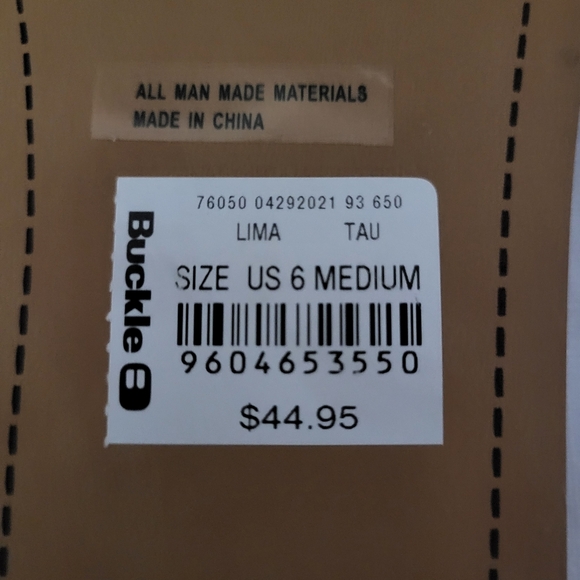 ALL MAN MADE MATERIALS
MADE IN CHINA
76050 04292021 93 650
LIMA TAU
SIZE US 6 MEDIUM
9604653550
$44.95
Buckle B